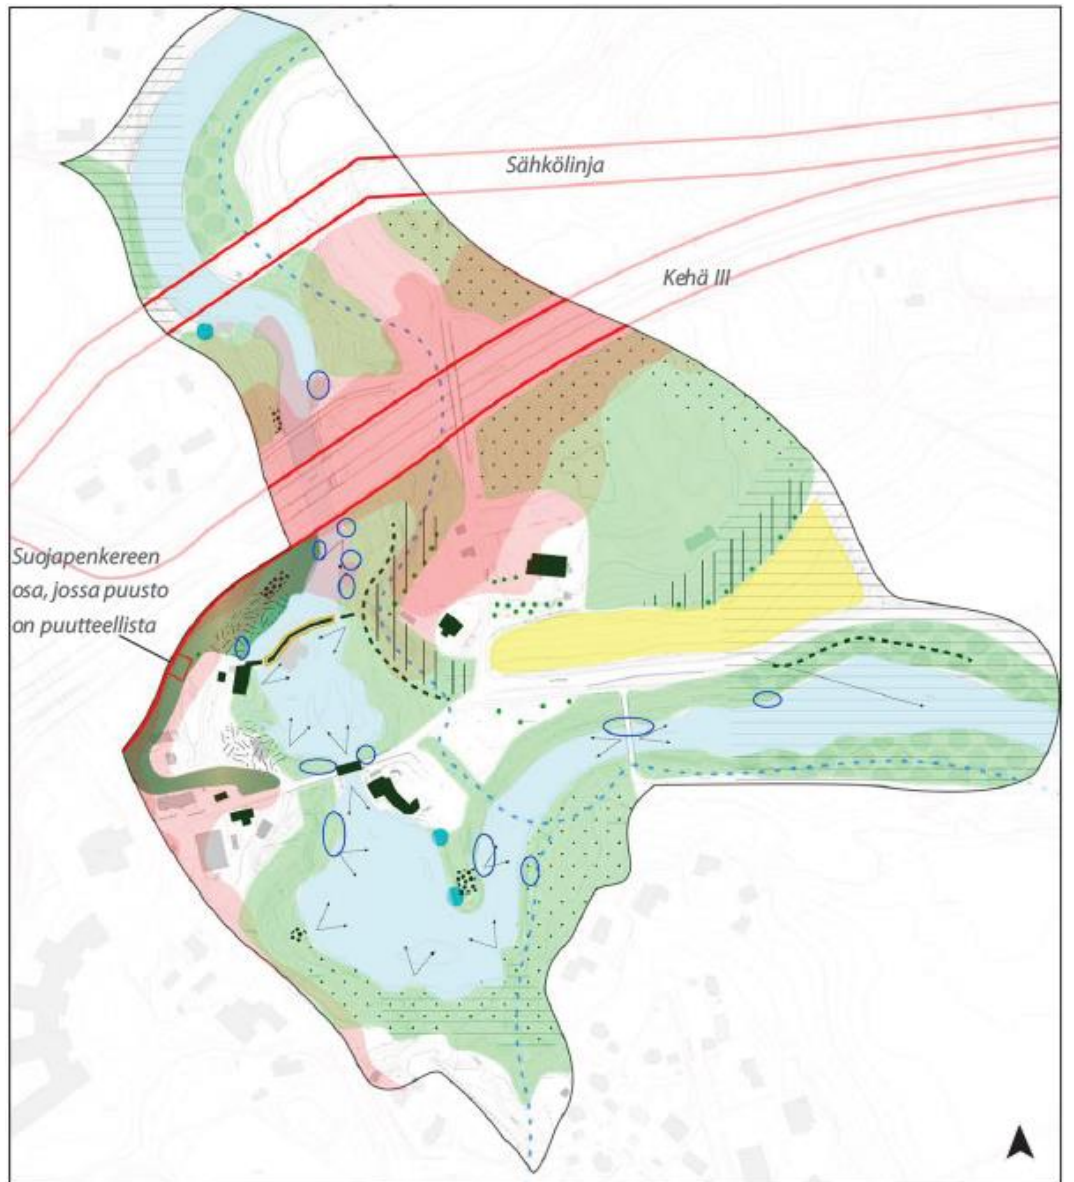 Sähkölinja
Kehä III
Suojapenkereen
osa, jossa puusto
on puutteellista